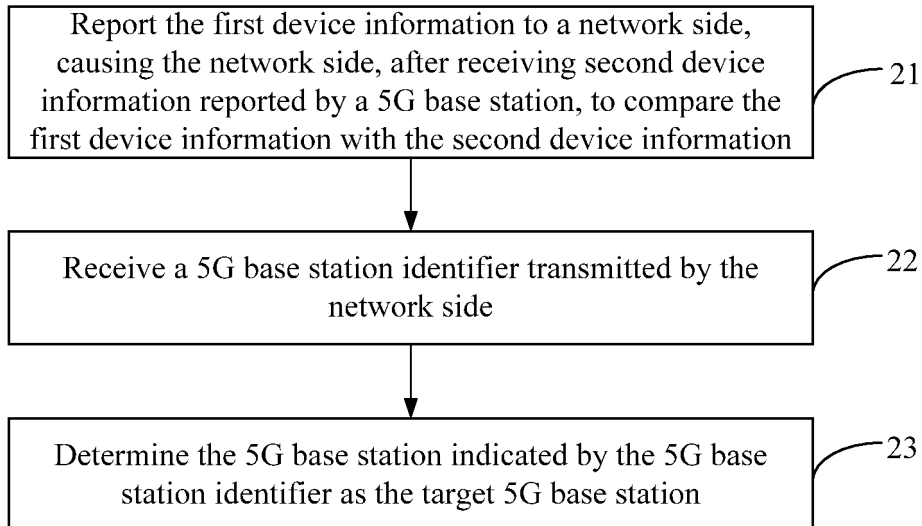 Report the first device information to a network side,
causing the network side, after receiving second device
information reported by a 5G base station, to compare the
first device information with the second device information
21
Receive a 5G base station identifier transmitted by the
network side
22
Determine the 5G base station indicated by the 5G base
station identifier as the target 5G base station
23